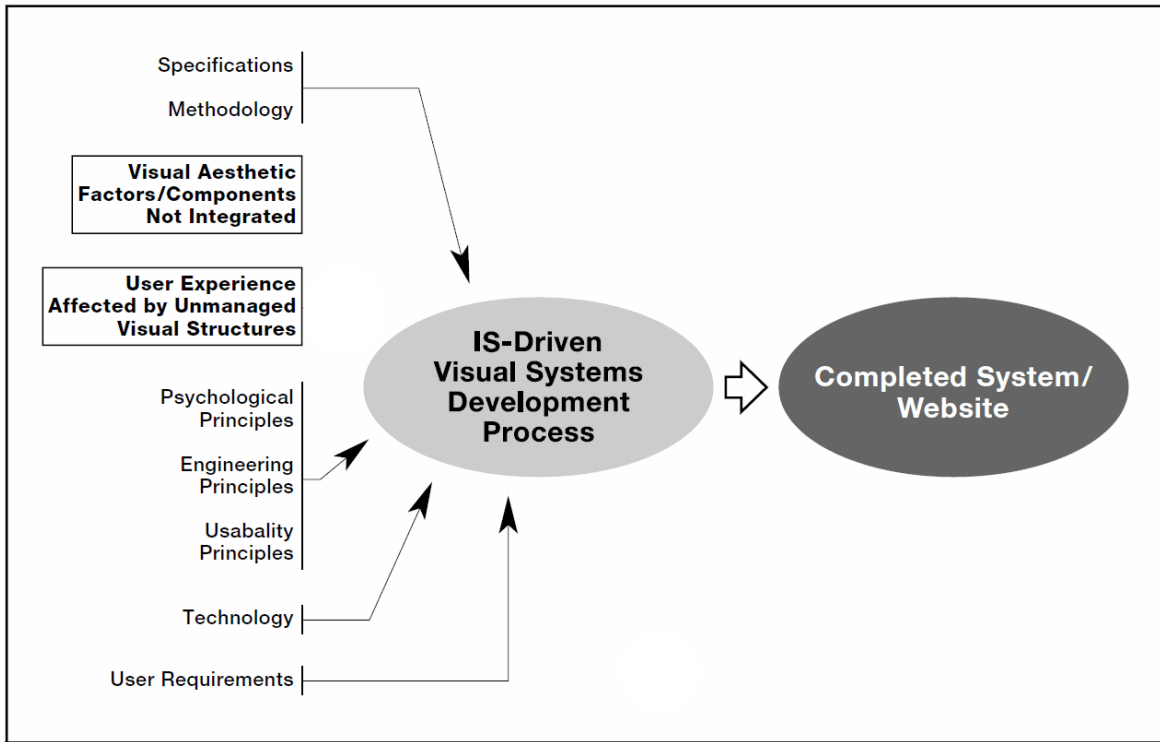 Specifications
Methodology
Visual Aesthetic
Factors/Components
Not Integrated
User Experience
Affected by Unmanaged
Visual Structures
Psychological
Principles
Engineering
Principles
Usabality
Principles
Technology
User Requirements
IS-Driven
Visual Systems
Development
Process
Completed System/
Website